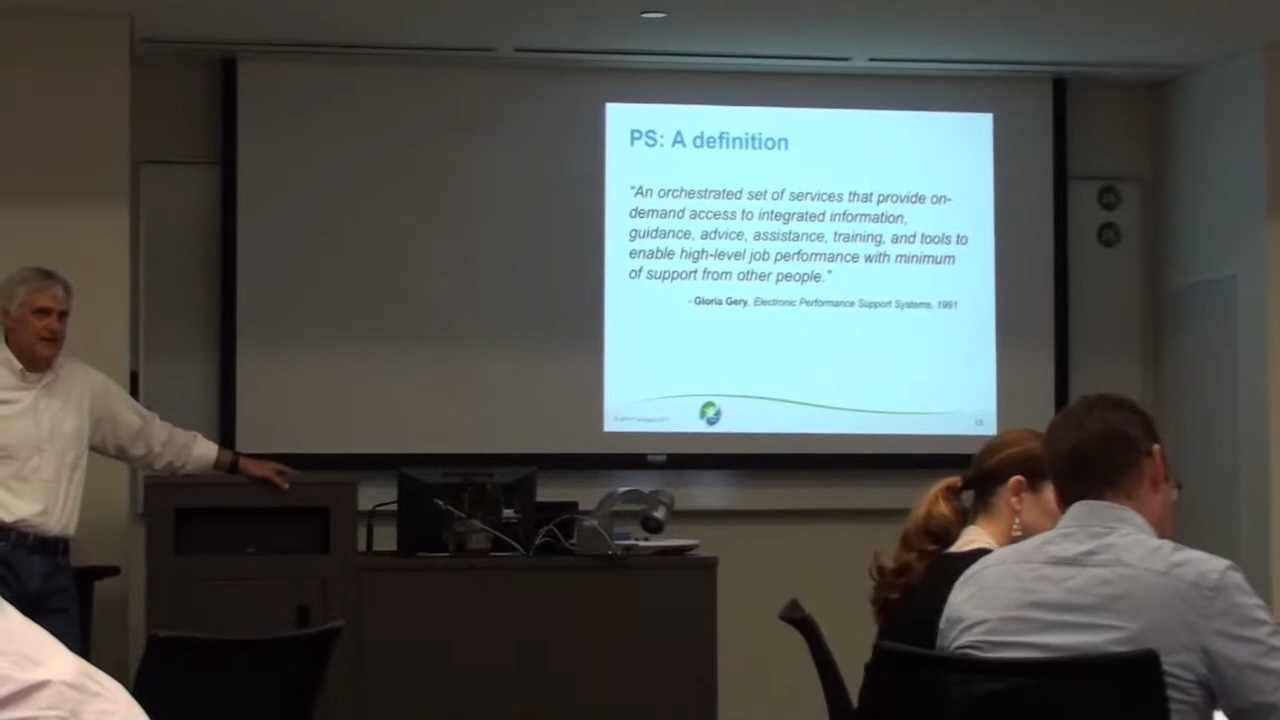 PS: A definition
“An orchestrated set of services that provide on-
demand access to integrated information,
guidance, advice, assistance, training, and tools to
enable high-level job performance with minimum
of support from other people.”
- Gloria Gery, Electronic Performance Support Systems, 1991